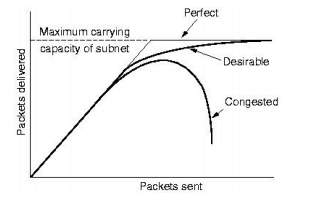 Perfect
Maximum carrying
capacity of subnet
Desirable
Congested
Packets delivered
Packets sent